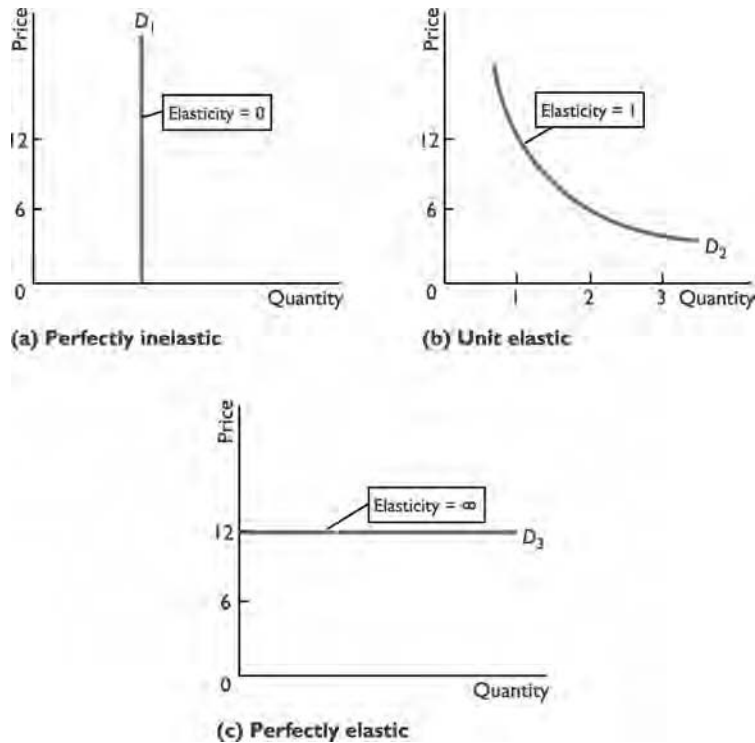 Price
D₁
Elasticity = 0
12
6
0
Quantity
(a) Perfectly inelastic
Price
Elasticity = 1
12
6
D₂
0
1 2 3 Quantity
(b) Unit elastic
Price
Elasticity = ∞
12
D₃
6
0
Quantity
(c) Perfectly elastic